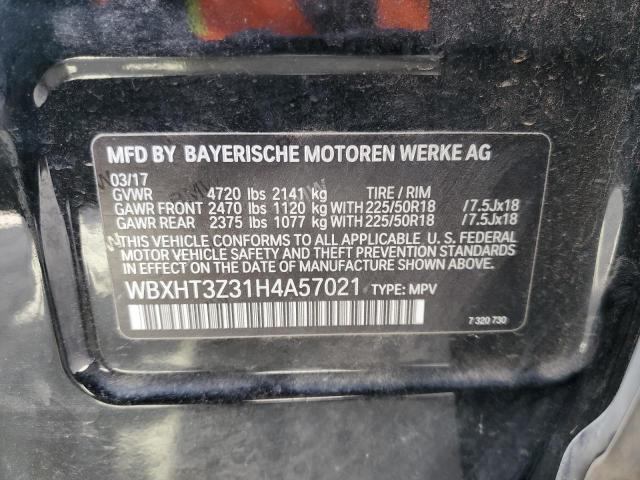 MFD BY BAYERISCHE MOTOREN WERKE AG
03/17
GVWR 4720 lbs 2141 kg TIRE / RIM
GAWR FRONT 2470 lbs 1120 kg WITH 225/50R18 /7.5Jx18
GAWR REAR 2375 lbs 1077 kg WITH 225/50R18 /7.5Jx18
THIS VEHICLE CONFORMS TO ALL APPLICABLE, U. S. FEDERAL
MOTOR VEHICLE SAFETY AND THEFT PREVENTION STANDARDS
IN EFFECT ON THE DATE OF MANUFACTURE SHOWN ABOVE.
WBXHT3Z31H4A57021 TYPE: MPV
7 320 730